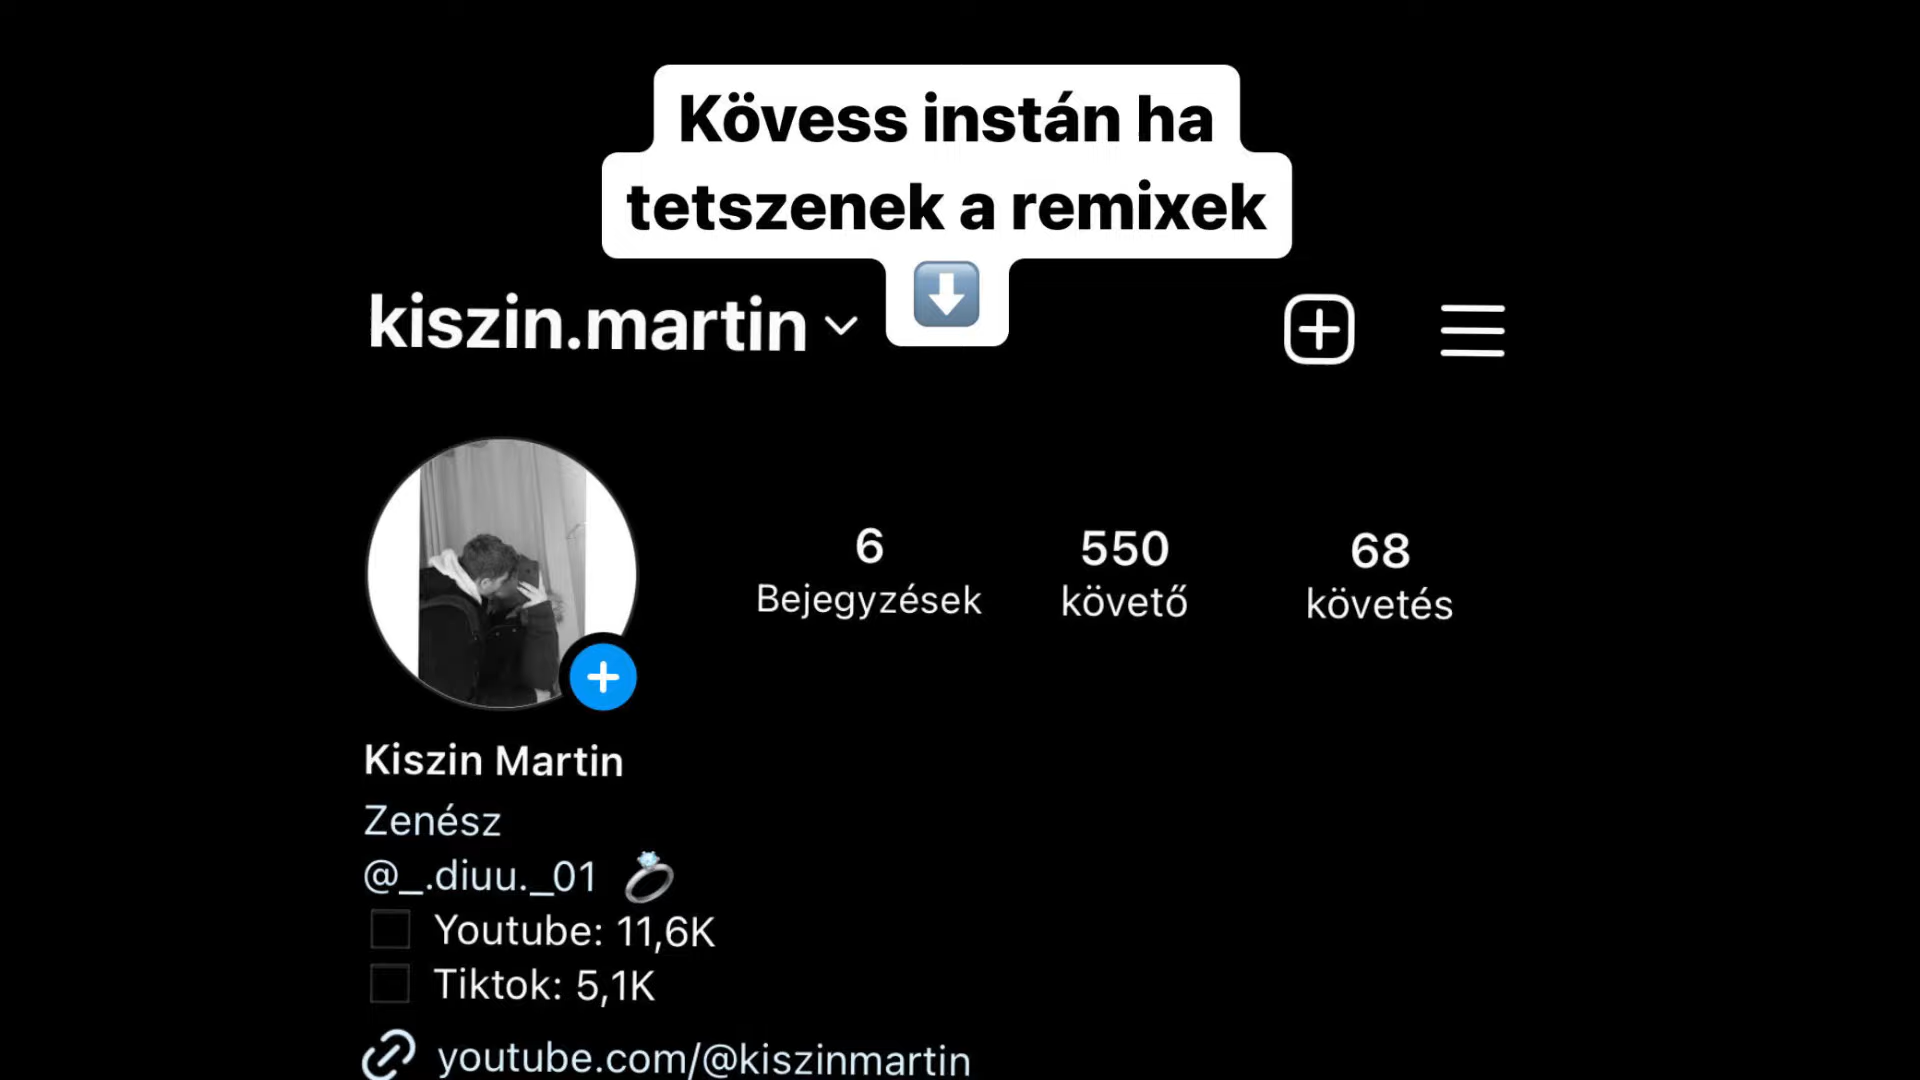 Kövess instán ha
tetszenek a remixek
kiszin.martin
6
Bejegyzések
550
követő
68
követés
Kiszin Martin
Zenész
@_.diuu._01
Youtube: 11,6K
Tiktok: 5,1K
youtube.com/@kiszinmartin